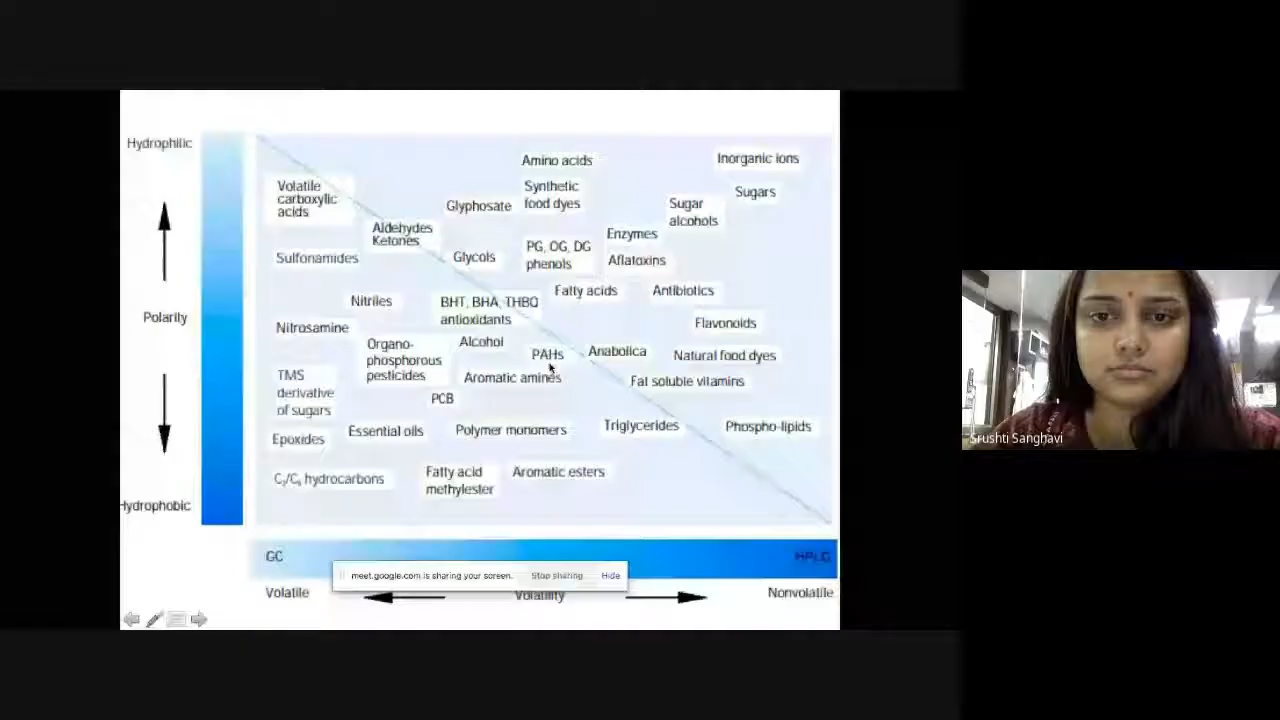 Hydrophilic
Polarity
Hydrophobic
Amino acids
Inorganic ions
Volatile
carboxylic
acids
Synthetic
food dyes
Sugars
Glyphosate
Sugar
alcohols
Aldehydes
Ketones
Enzymes
Sulfonamides
Glycols
PG, OG, DG
phenols
Aflatoxins
Nitriles
BHT, BHA, THBQ
antioxidants
Fatty acids
Antibiotics
Nitrosamine
Flavonoids
Organo-
phosphorous
pesticides
Alcohol
PAHs
Anabolica
Natural food dyes
TMS
derivative
of sugars
Aromatic amines
Fat soluble vitamins
PCB
Epoxides
Essential oils
Polymer monomers
Triglycerides
Phospho-lipids
hydrocarbons
Fatty acid
methylester
Aromatic esters
GC
HPLC
meet.google.com is sharing your screen.
Stop sharing
Hide
Volatile
Volatility
Nonvolatile
Srushti Sanghavi